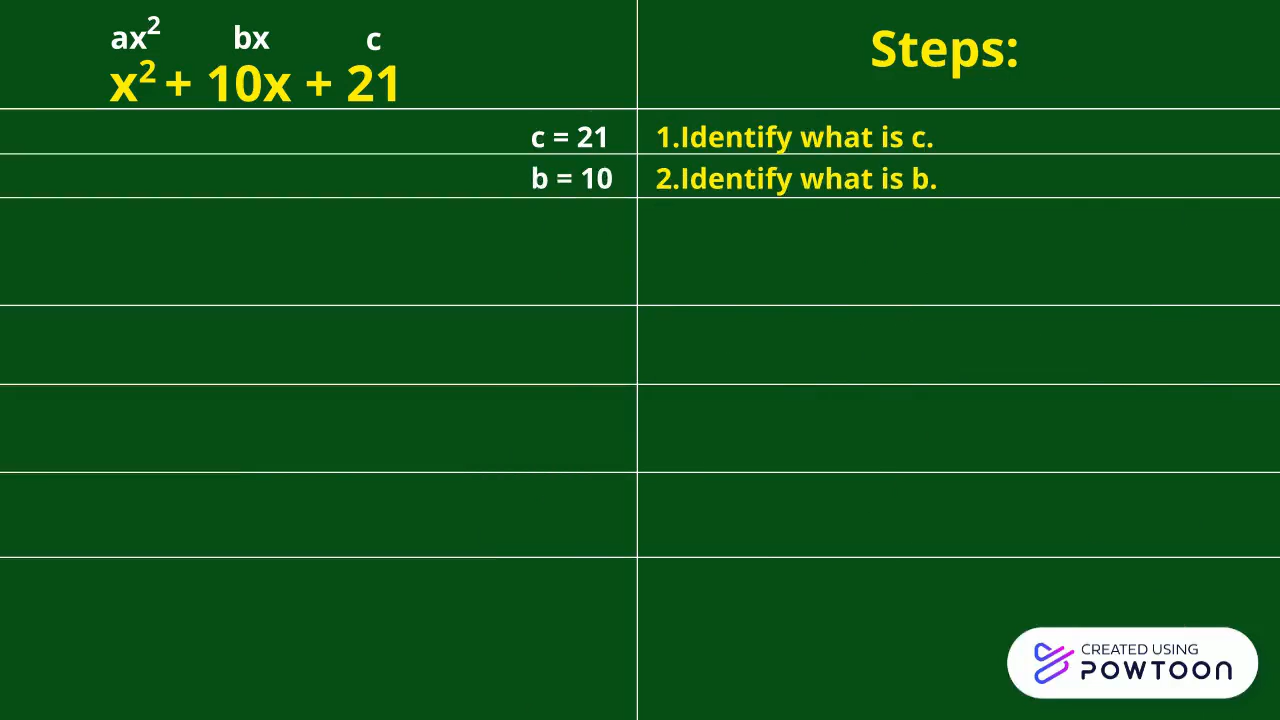 ax² bx c
x² + 10x + 21
Steps:
c = 21
1.Identify what is c.
b = 10
2.Identify what is b.
CREATED USING
POWTOON